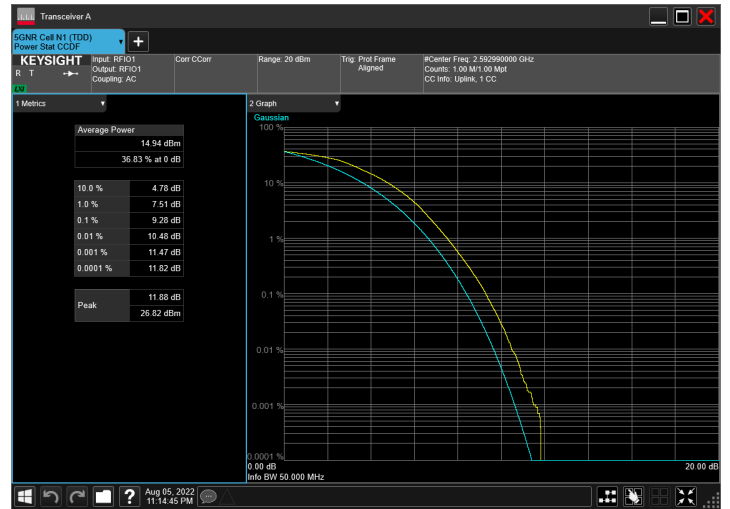 Transceiver A
5GNR Cell N1 (TDD)
Power Stat CCDF
KEYSIGHT
R T
LXI
Input: RFIO1
Output: RFIO1
Coupling: AC
Corr CCorr
Range: 20 dBm
Trig: Prot Frame
Aligned
#Center Freq: 2.592990000 GHz
Counts: 1.00 M/1.00 Mpt
CC Info: Uplink, 1 CC
1 Metrics
Average Power
14.94 dBm
36.83 % at 0 dB
10.0 % 4.78 dB
1.0 % 7.51 dB
0.1 % 9.28 dB
0.01 % 10.48 dB
0.001 % 11.47 dB
0.0001 % 11.82 dB
Peak
11.88 dB
26.82 dBm
2 Graph
Gaussian
100 %
10 %
1 %
0.1 %
0.01 %
0.001 %
0.0001 %
0.00 dB
20.00 dB
Info BW 50.000 MHz
?
Aug 05, 2022
11:14:45 PM